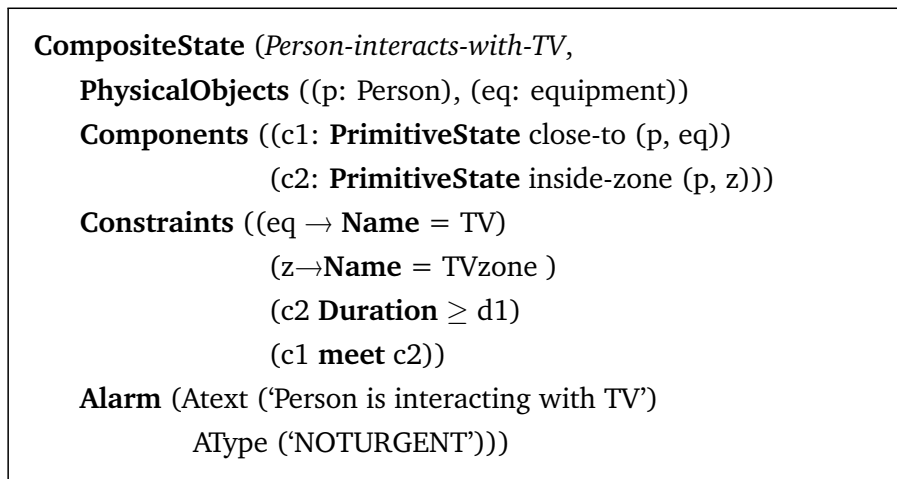 CompositeState (Person-interacts-with-TV,
PhysicalObjects ((p: Person), (eq: equipment))
Components ((c1: PrimitiveState close-to (p, eq))
(c2: PrimitiveState inside-zone (p, z)))
Constraints ((eq → Name = TV)
(z→Name = TVzone )
(c2 Duration ≥ d1)
(c1 meet c2))
Alarm (Atext (‘Person is interacting with TV’)
AType (‘NOTURGENT’)))